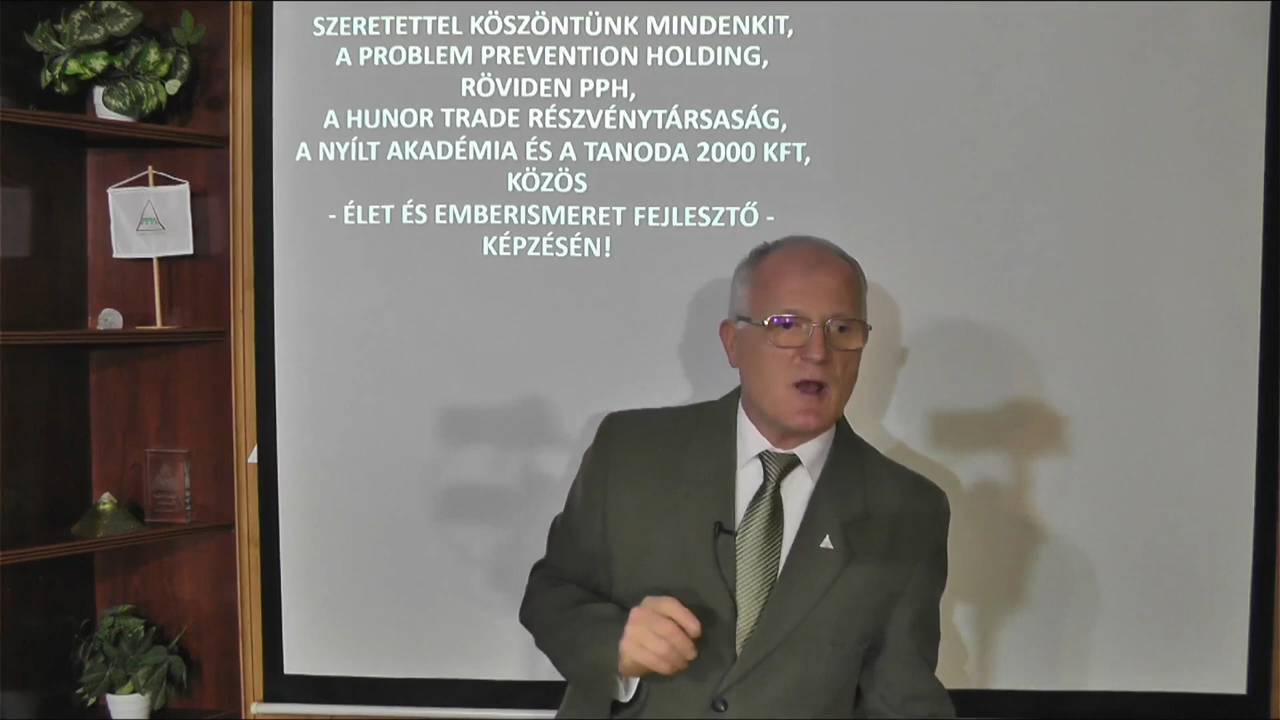 SZERETETTEL KÖSZÖNTÜNK MINDENKIT,
A PROBLEM PREVENTION HOLDING,
RÖVIDEN PPH,
A HUNOR TRADE RÉSZVÉNYTÁRSASÁG,
A NYÍLT AKADÉMIA ÉS A TANODA 2000 KFT,
KÖZÖS
- ÉLET ÉS EMBERISMERET FEJLESZTŐ -
KÉPZÉSÉN!